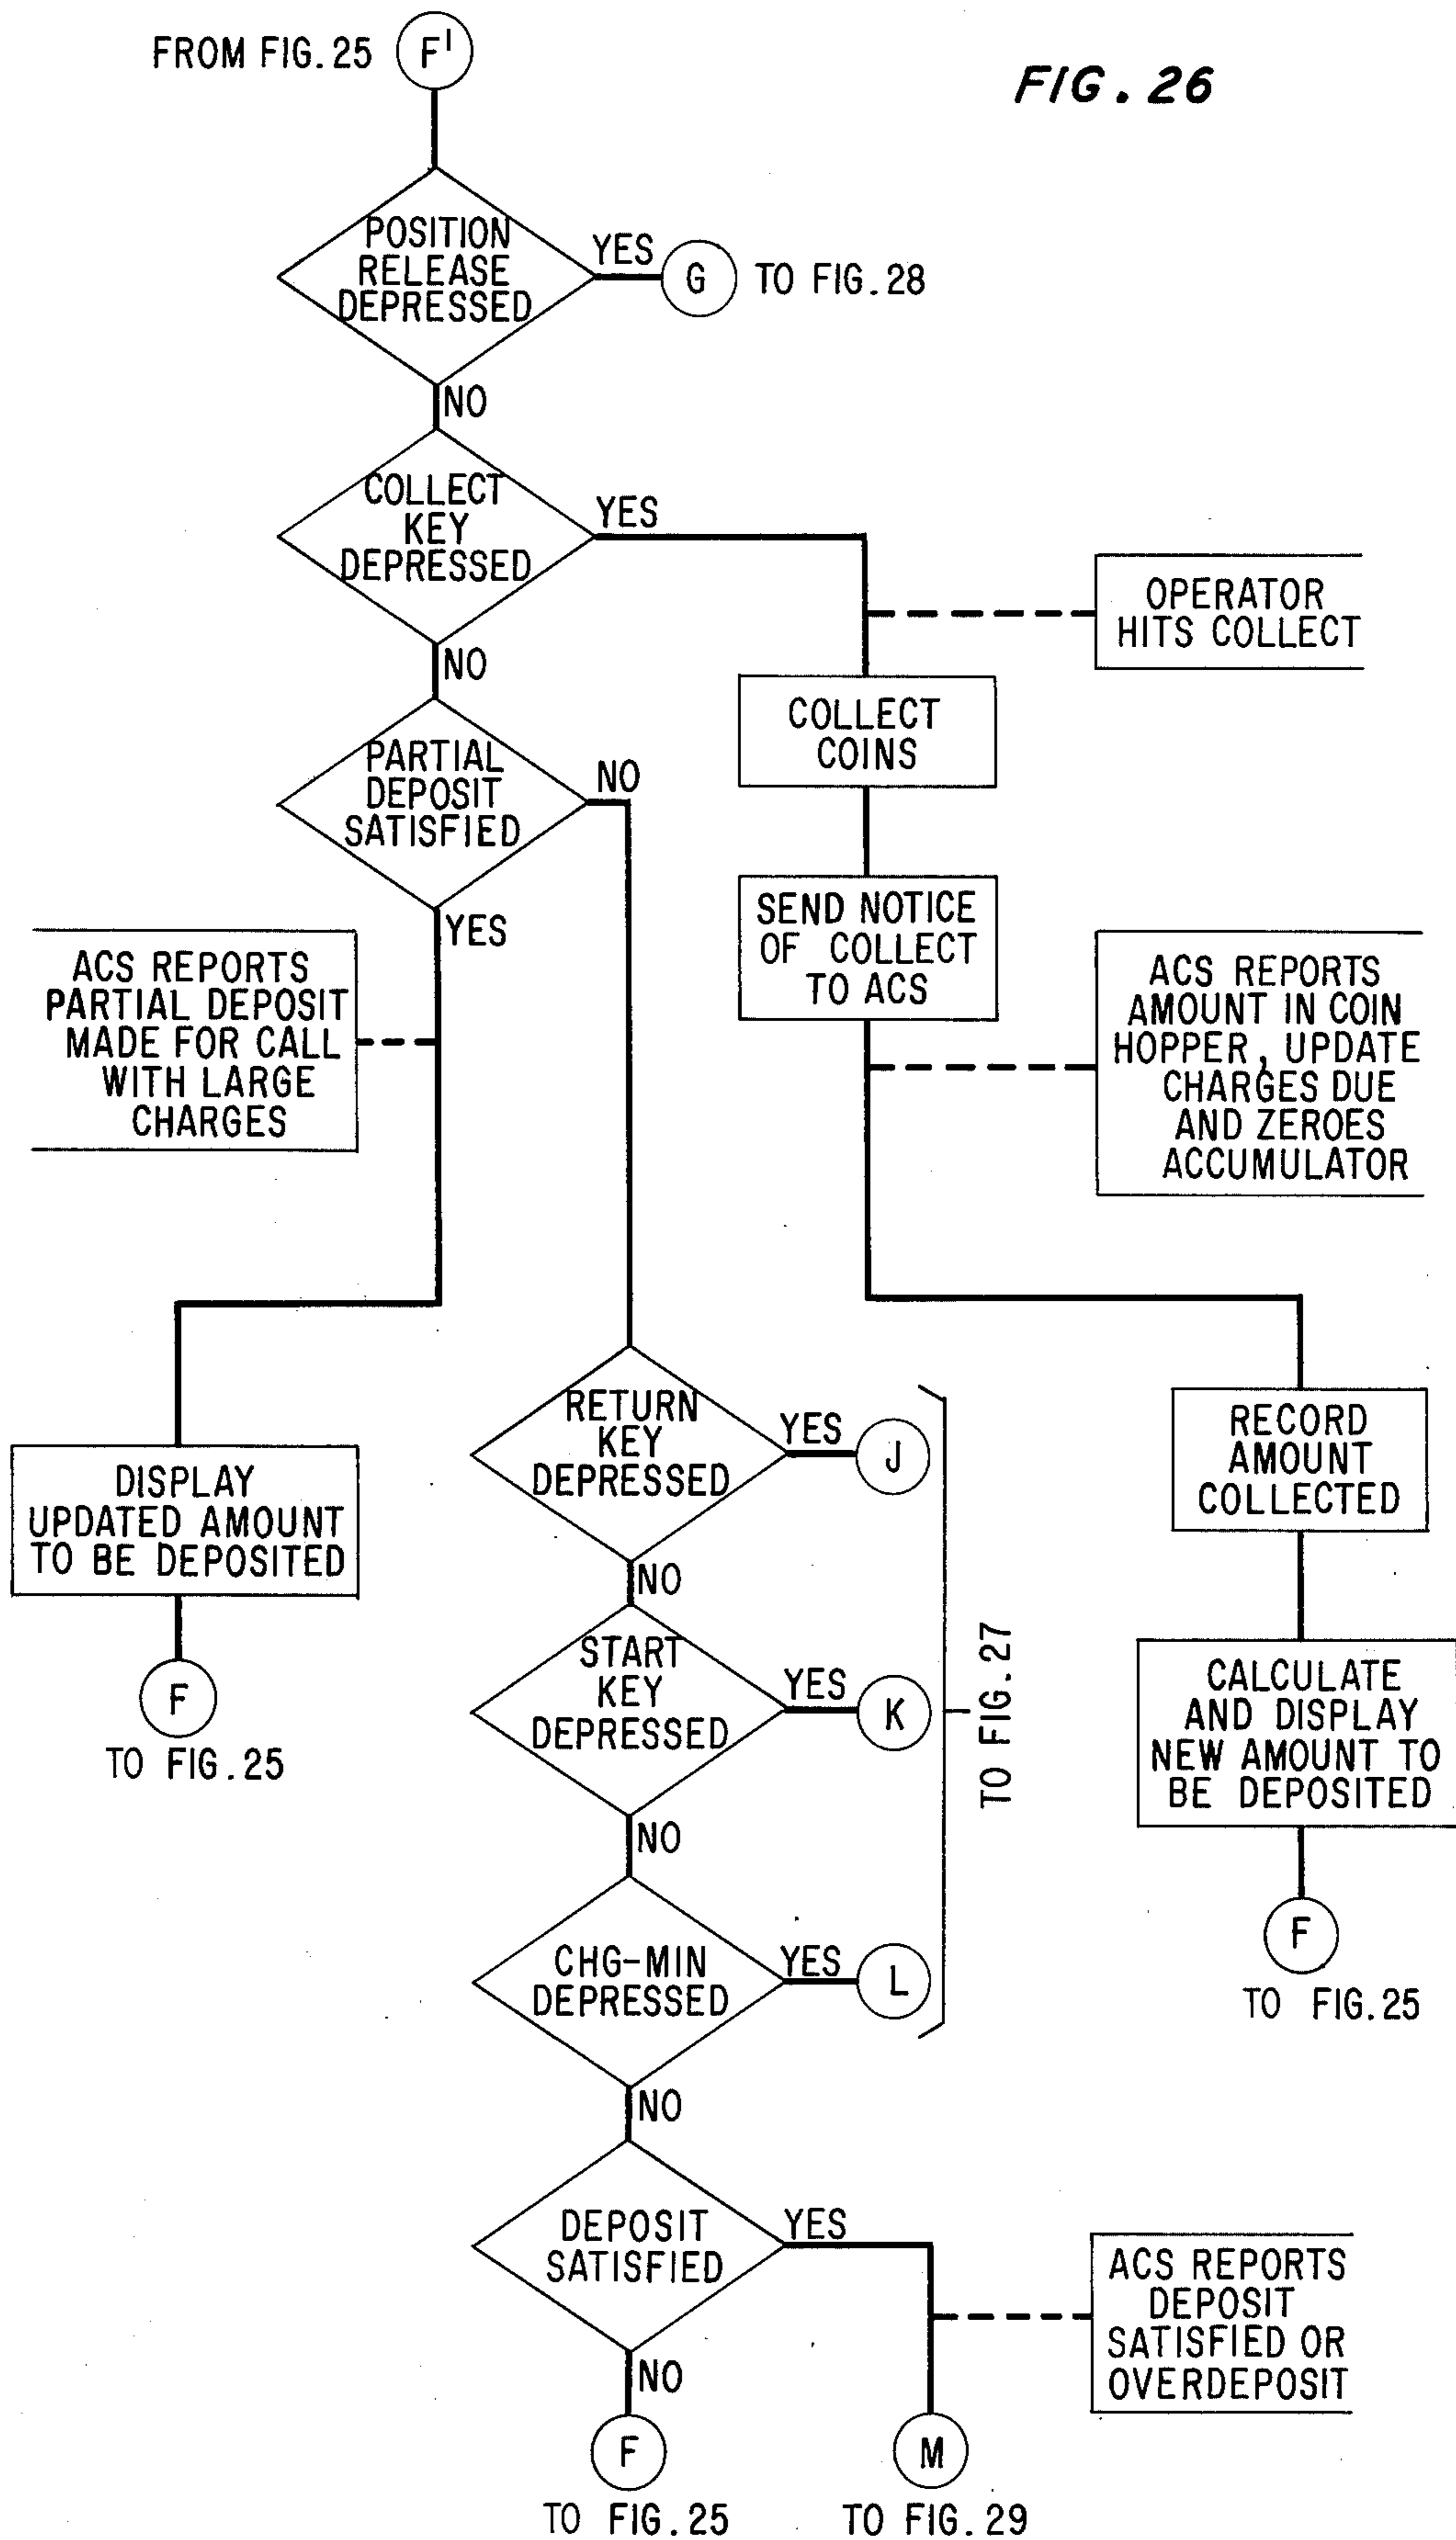 FROM FIG. 25
F'
FIG. 26
POSITION
RELEASE
DEPRESSED
YES
G
TO FIG. 28
NO
COLLECT
KEY
DEPRESSED
YES
OPERATOR
HITS COLLECT
NO
COLLECT
COINS
PARTIAL
DEPOSIT
SATISFIED
NO
YES
SEND NOTICE
OF COLLECT
TO ACS
ACS REPORTS
PARTIAL DEPOSIT
MADE FOR CALL
WITH LARGE
CHARGES
ACS REPORTS
AMOUNT IN COIN
HOPPER, UPDATE
CHARGES DUE
AND ZEROES
ACCUMULATOR
RETURN
KEY
DEPRESSED
YES
J
RECORD
AMOUNT
COLLECTED
DISPLAY
UPDATED AMOUNT
TO BE DEPOSITED
NO
F
TO FIG. 25
START
KEY
DEPRESSED
YES
K
TO FIG. 27
CALCULATE
AND DISPLAY
NEW AMOUNT TO
BE DEPOSITED
NO
CHG-MIN
DEPRESSED
YES
L
F
TO FIG. 25
NO
DEPOSIT
SATISFIED
YES
ACS REPORTS
DEPOSIT
SATISFIED OR
OVERDEPOSIT
NO
F
TO FIG. 25
M
TO FIG. 29